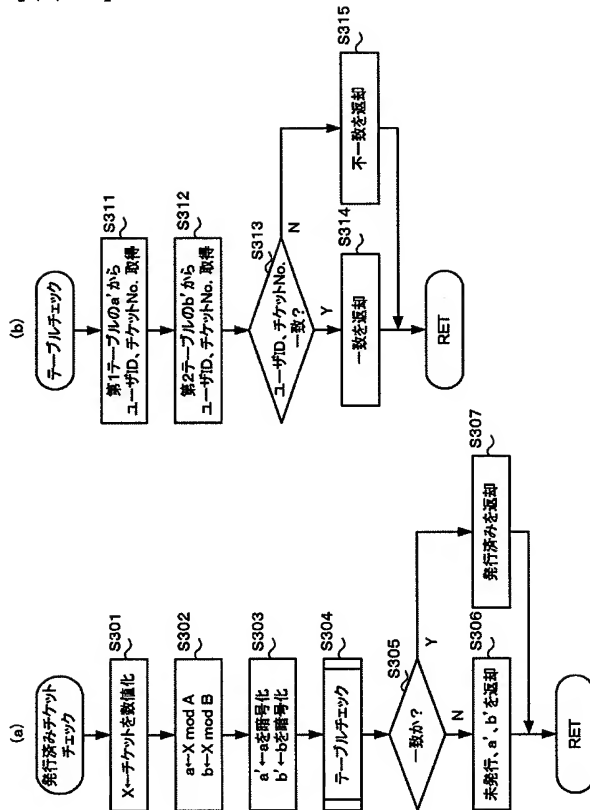 (a)
発行済みチケット
チェック
S301
X←チケットを数値化
S302
a←X mod A
b←X mod B
S303
a'←aを暗号化
b'←bを暗号化
S304
テーブルチェック
S305
一致か?
Y
N
S306
未発行、a'、b'を返却
S307
発行済みを返却
RET
(b)
テーブルチェック
S311
第1テーブルのa'から
ユーザID、チケットNo. 取得
S312
第2テーブルのb'から
ユーザID、チケットNo. 取得
S313
ユーザID、チケットNo.
一致?
N
Y
S314
一致を返却
S315
不一致を返却
RET